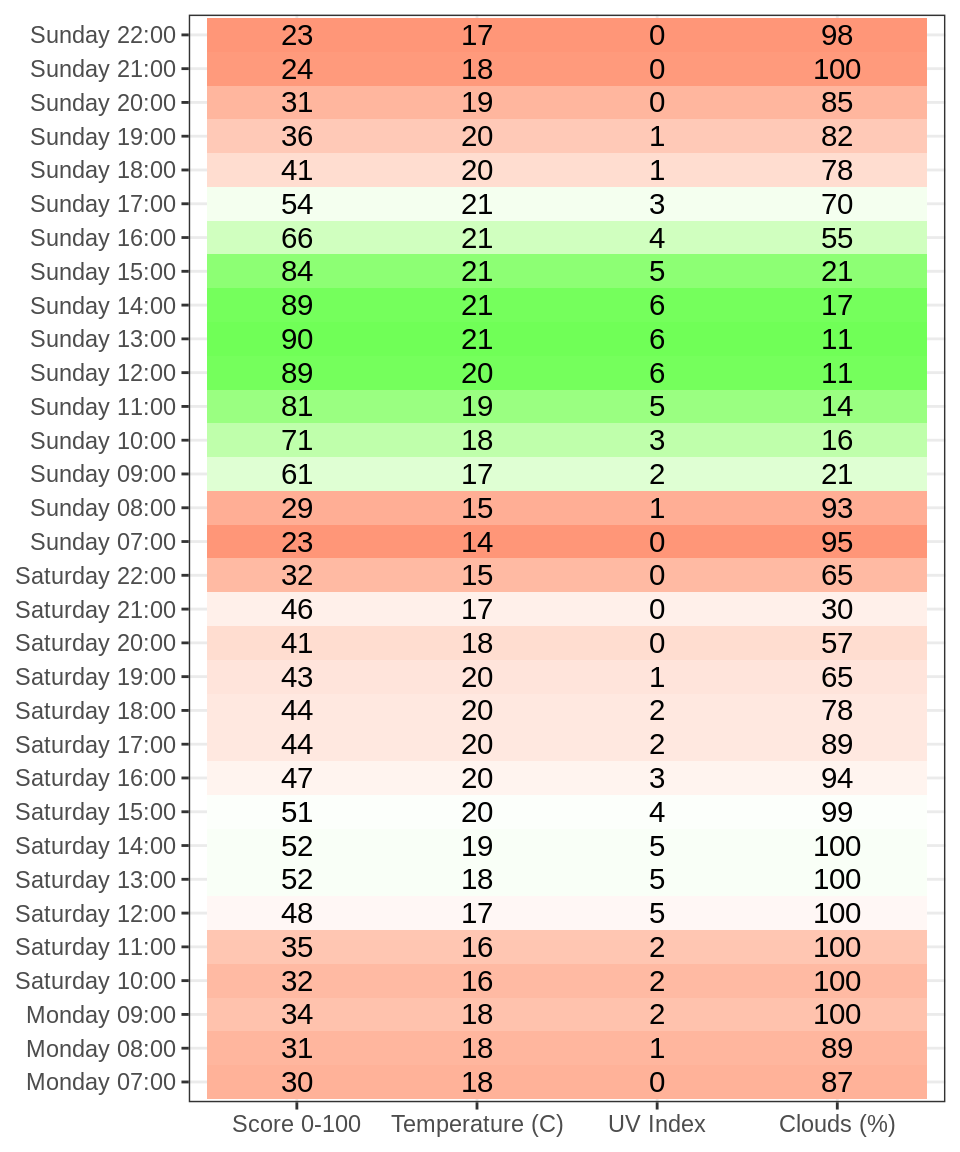 Sunday 22:00 23 17 0 98
Sunday 21:00 24 18 0 100
Sunday 20:00 31 19 0 85
Sunday 19:00 36 20 1 82
Sunday 18:00 41 20 1 78
Sunday 17:00 54 21 3 70
Sunday 16:00 66 21 4 55
Sunday 15:00 84 21 5 21
Sunday 14:00 89 21 6 17
Sunday 13:00 90 21 6 11
Sunday 12:00 89 20 6 11
Sunday 11:00 81 19 5 14
Sunday 10:00 71 18 3 16
Sunday 09:00 61 17 2 21
Sunday 08:00 29 15 1 93
Sunday 07:00 23 14 0 95
Saturday 22:00 32 15 0 65
Saturday 21:00 46 17 0 30
Saturday 20:00 41 18 0 57
Saturday 19:00 43 20 1 65
Saturday 18:00 44 20 2 78
Saturday 17:00 44 20 2 89
Saturday 16:00 47 20 3 94
Saturday 15:00 51 20 4 99
Saturday 14:00 52 19 5 100
Saturday 13:00 52 18 5 100
Saturday 12:00 48 17 5 100
Saturday 11:00 35 16 2 100
Saturday 10:00 32 16 2 100
Monday 09:00 34 18 2 100
Monday 08:00 31 18 1 89
Monday 07:00 30 18 0 87
Score 0-100 Temperature (C) UV Index Clouds (%)